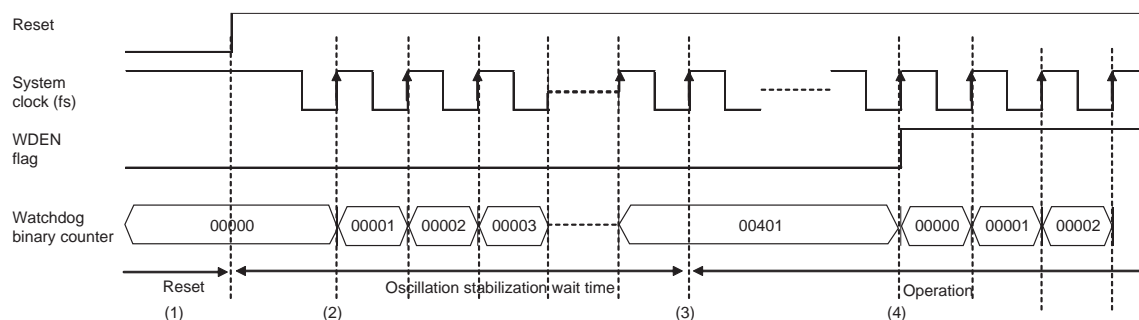 Reset
System
clock (fs)
WDEN
flag
Watchdog
binary counter
00000
00001
00002
00003
00401
00000
00001
00002
Reset
Oscillation stabilization wait time
Operation
(1)
(2)
(3)
(4)